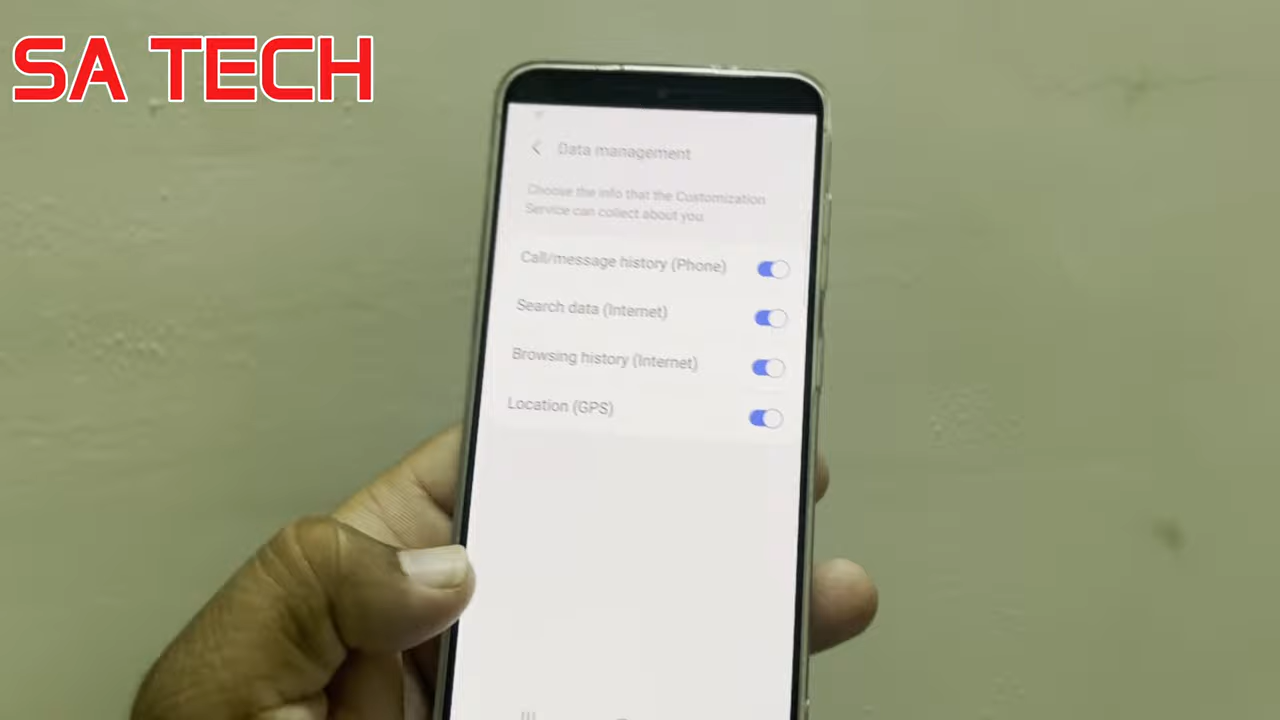 SA TECH
Data management
Choose the info that the Customization
Service can collect about you
Call/message history (Phone)
Search data (Internet)
Browsing history (Internet)
Location (GPS)